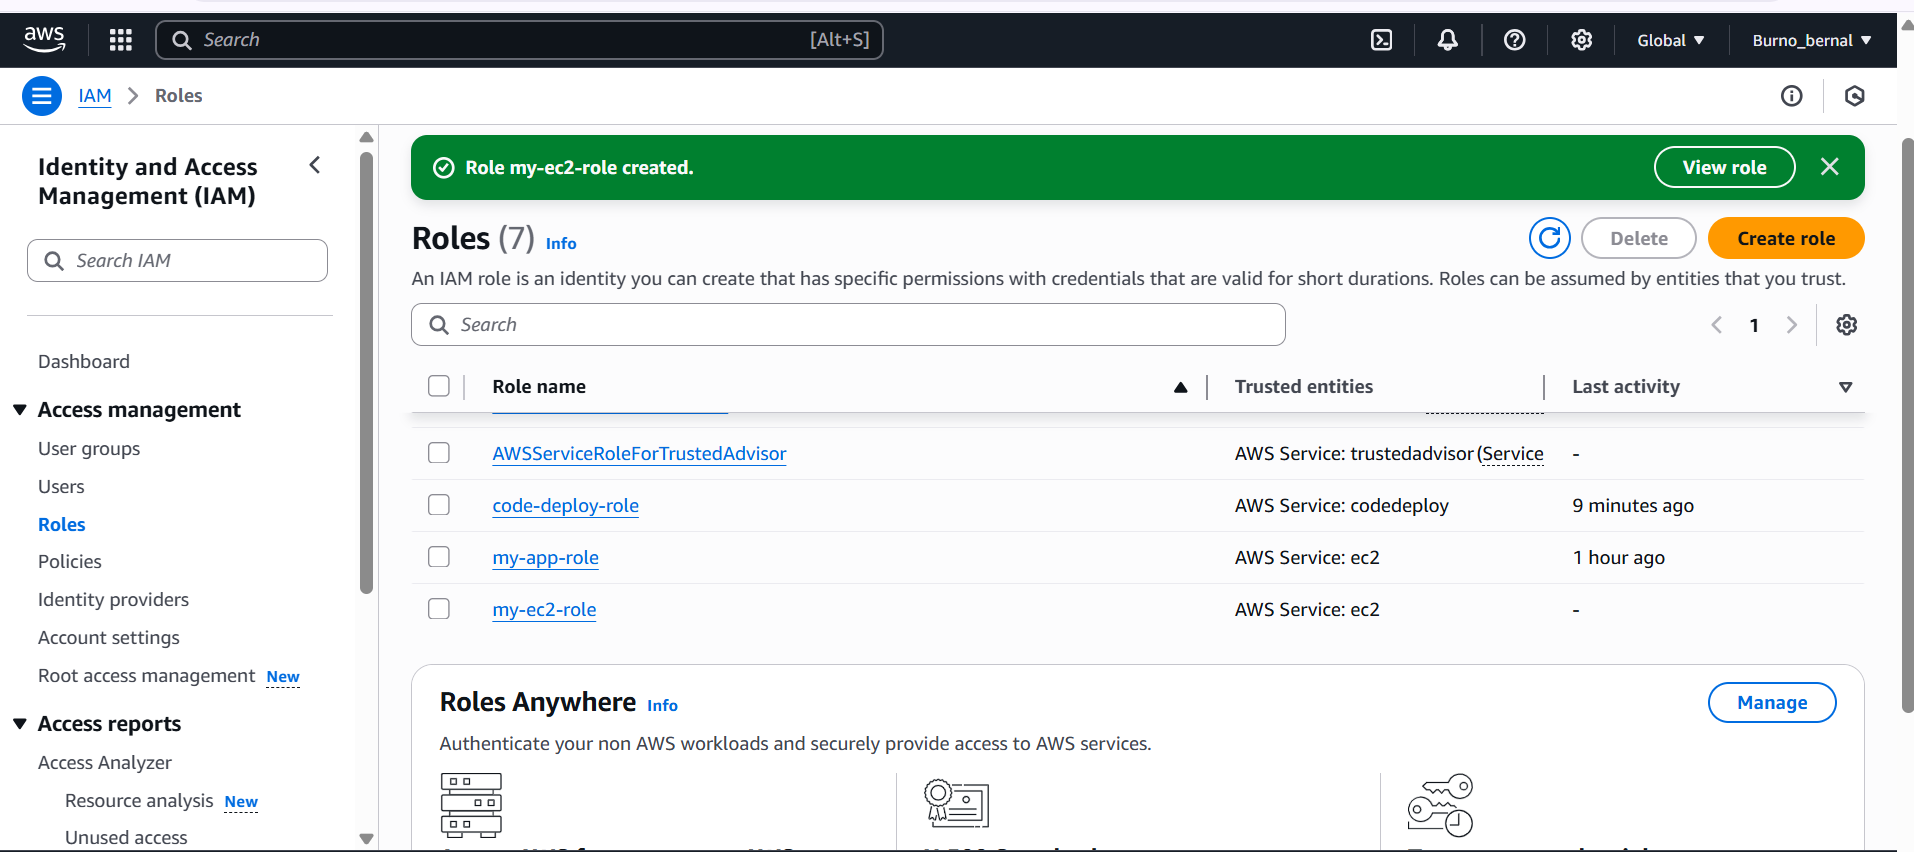 aws
Search [Alt+S]
Global
Burno_bernal
IAM
Roles
Identity and Access
Management (IAM)
Search IAM
Dashboard
Access management
User groups
Users
Roles
Policies
Identity providers
Account settings
Root access management New
Access reports
Access Analyzer
Resource analysis New
Unused access
Role my-ec2-role created.
View role
Roles (7) Info
Delete
Create role
An IAM role is an identity you can create that has specific permissions with credentials that are valid for short durations. Roles can be assumed by entities that you trust.
Search
1
Role name Trusted entities Last activity
AWSServiceRoleForTrustedAdvisor AWS Service: trustedadvisor (Service -
code-deploy-role AWS Service: codedeploy 9 minutes ago
my-app-role AWS Service: ec2 1 hour ago
my-ec2-role AWS Service: ec2 -
Roles Anywhere Info
Manage
Authenticate your non AWS workloads and securely provide access to AWS services.